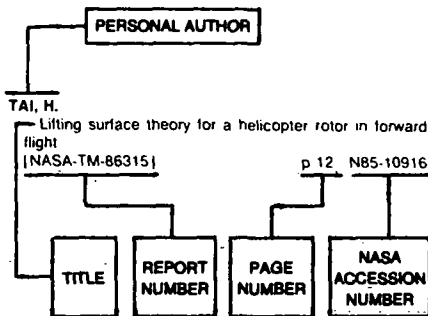 PERSONAL AUTHOR
TAI, H.
Lifting surface theory for a helicopter rotor in forward
flight
[NASA-TM-86315] p 12 N85-10916
TITLE
REPORT
NUMBER
PAGE
NUMBER
NASA
ACCESSION
NUMBER